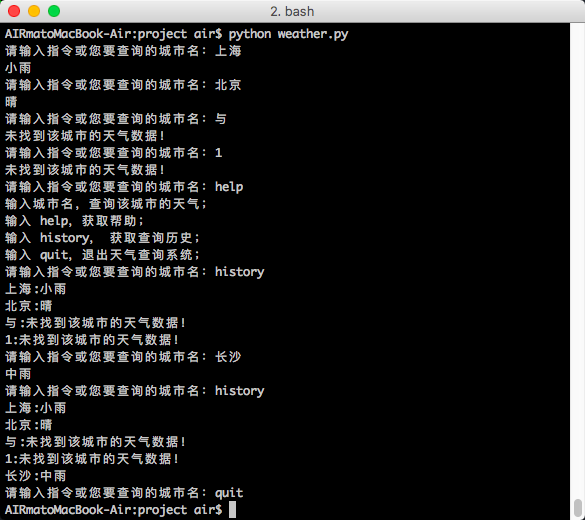 2. bash
AIRmatoMacBook-Air:project air$ python weather.py
请输入指令或您要查询的城市名：上海
小雨
请输入指令或您要查询的城市名：北京
晴
请输入指令或您要查询的城市名：与
未找到该城市的天气数据！
请输入指令或您要查询的城市名：1
未找到该城市的天气数据！
请输入指令或您要查询的城市名：help
输入城市名，查询该城市的天气；
输入 help，获取帮助；
输入 history， 获取查询历史；
输入 quit，退出天气查询系统；
请输入指令或您要查询的城市名：history
上海:小雨
北京:晴
与:未找到该城市的天气数据！
1:未找到该城市的天气数据！
请输入指令或您要查询的城市名：长沙
中雨
请输入指令或您要查询的城市名：history
上海:小雨
北京:晴
与:未找到该城市的天气数据！
1:未找到该城市的天气数据！
长沙:中雨
请输入指令或您要查询的城市名：quit
AIRmatoMacBook-Air:project air$